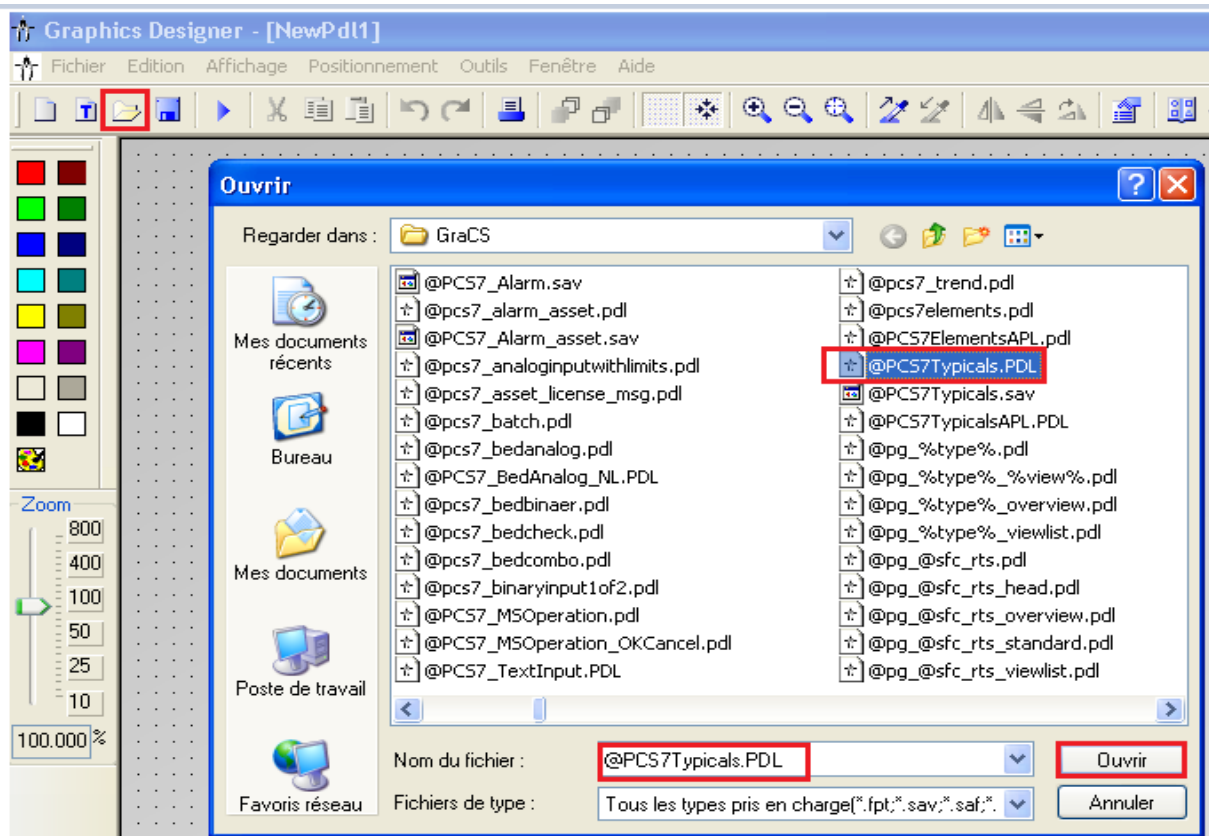 Graphics Designer - [NewPdl1]
Fichier Edition Affichage Positionnement Outils Fenêtre Aide
T
Ouvrir
Regarder dans : GraCS
@PCS7_Alarm.sav
@pcs7_alarm_asset.pdl
@PCS7_Alarm_asset.sav
@pcs7_analoginputwithlimits.pdl
@pcs7_asset_license_msg.pdl
@pcs7_batch.pdl
@pcs7_bedanalog.pdl
@PCS7_BedAnalog_NL.PDL
@pcs7_bedbinaer.pdl
@pcs7_bedcheck.pdl
@pcs7_bedcombo.pdl
@pcs7_binaryinput1of2.pdl
@PCS7_MSOperation.pdl
@PCS7_MSOperation_OKCancel.pdl
@PCS7_TextInput.PDL
@pcs7_trend.pdl
@pcs7elements.pdl
@PCS7ElementsAPL.pdl
@PCS7Typicals.PDL
@PCS7Typicals.sav
@PCS7TypicalsAPL.PDL
@pg_%type%.pdl
@pg_%type%_%view%.pdl
@pg_%type%_overview.pdl
@pg_%type%_viewlist.pdl
@pg_@sfc_rts.pdl
@pg_@sfc_rts_head.pdl
@pg_@sfc_rts_overview.pdl
@pg_@sfc_rts_standard.pdl
@pg_@sfc_rts_viewlist.pdl
Mes documents
récents
Bureau
Mes documents
Poste de travail
Favoris réseau
Nom du fichier : @PCS7Typicals.PDL Ouvrir
Fichiers de type : Tous les types pris en charge(*.fpt;*.sav;*.saf;*. Annuler
Zoom
800
400
100
50
25
10
100.000 %